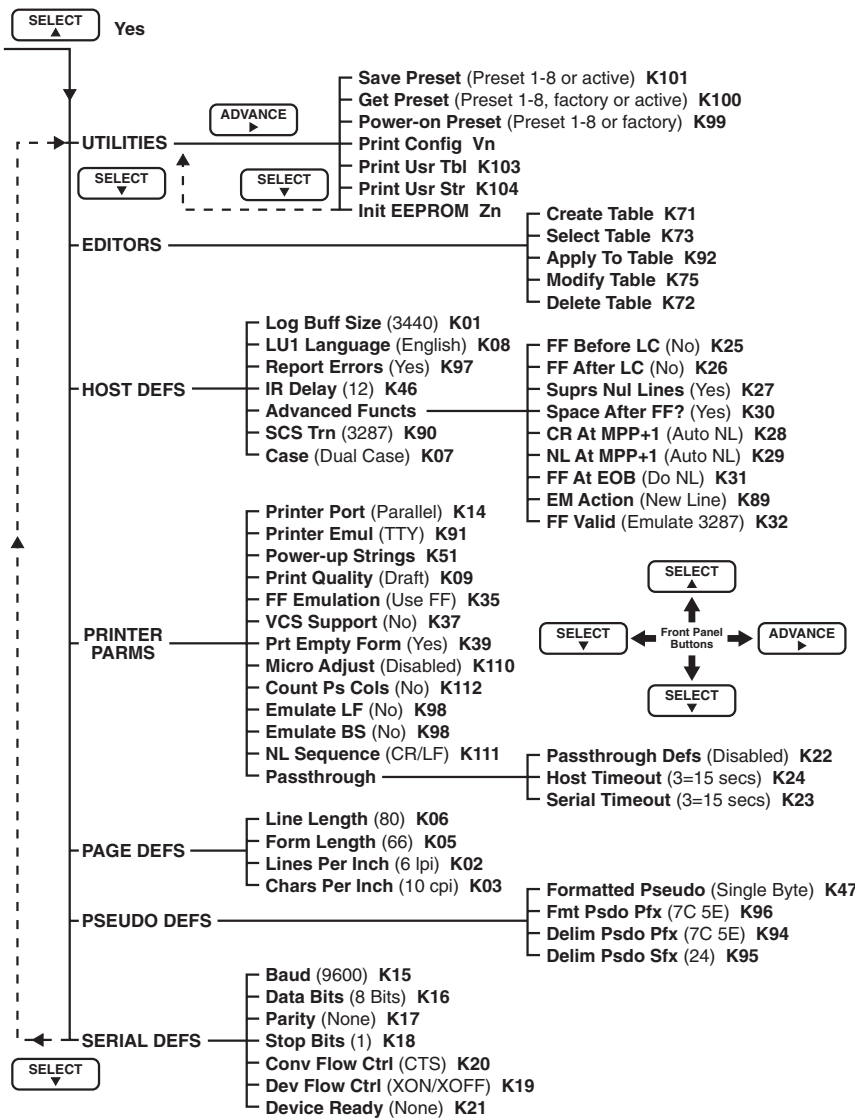 SELECT
Yes
Save Preset (Preset 1-8 or active) K101
Get Preset (Preset 1-8, factory or active) K100
Power-on Preset (Preset 1-8 or factory) K99
Print Config Vn
Print Usr Tbl K103
Print Usr Str K104
Init EEPROM Zn
ADVANCE
UTILITIES
SELECT
SELECT
EDITORS
Create Table K71
Select Table K73
Apply To Table K92
Modify Table K75
Delete Table K72
HOST DEFS
Log Buff Size (3440) K01
LU1 Language (English) K08
Report Errors (Yes) K97
IR Delay (12) K46
Advanced Functs
SCS Trn (3287) K90
Case (Dual Case) K07
FF Before LC (No) K25
FF After LC (No) K26
Suprs Nul Lines (Yes) K27
Space After FF? (Yes) K30
CR At MPP+1 (Auto NL) K28
NL At MPP+1 (Auto NL) K29
FF At EOB (Do NL) K31
EM Action (New Line) K89
FF Valid (Emulate 3287) K32
PRINTER
PARMS
Printer Port (Parallel) K14
Printer Emul (TTY) K91
Power-up Strings K51
Print Quality (Draft) K09
FF Emulation (Use FF) K35
VCS Support (No) K37
Prt Empty Form (Yes) K39
Micro Adjust (Disabled) K110
Count Ps Cols (No) K112
Emulate LF (No) K98
Emulate BS (No) K98
NL Sequence (CR/LF) K111
Passthrough
SELECT
SELECT
Front Panel
Buttons
ADVANCE
SELECT
Passthrough Defs (Disabled) K22
Host Timeout (3=15 secs) K24
Serial Timeout (3=15 secs) K23
PAGE DEFS
Line Length (80) K06
Form Length (66) K05
Lines Per Inch (6 lpi) K02
Chars Per Inch (10 cpi) K03
PSEUDO DEFS
Formatted Pseudo (Single Byte) K47
Fmt Psdo Pfx (7C 5E) K96
Delim Psdo Pfx (7C 5E) K94
Delim Psdo Sfx (24) K95
SERIAL DEFS
Baud (9600) K15
Data Bits (8 Bits) K16
Parity (None) K17
Stop Bits (1) K18
Conv Flow Ctrl (CTS) K20
Dev Flow Ctrl (XON/XOFF) K19
Device Ready (None) K21
SELECT